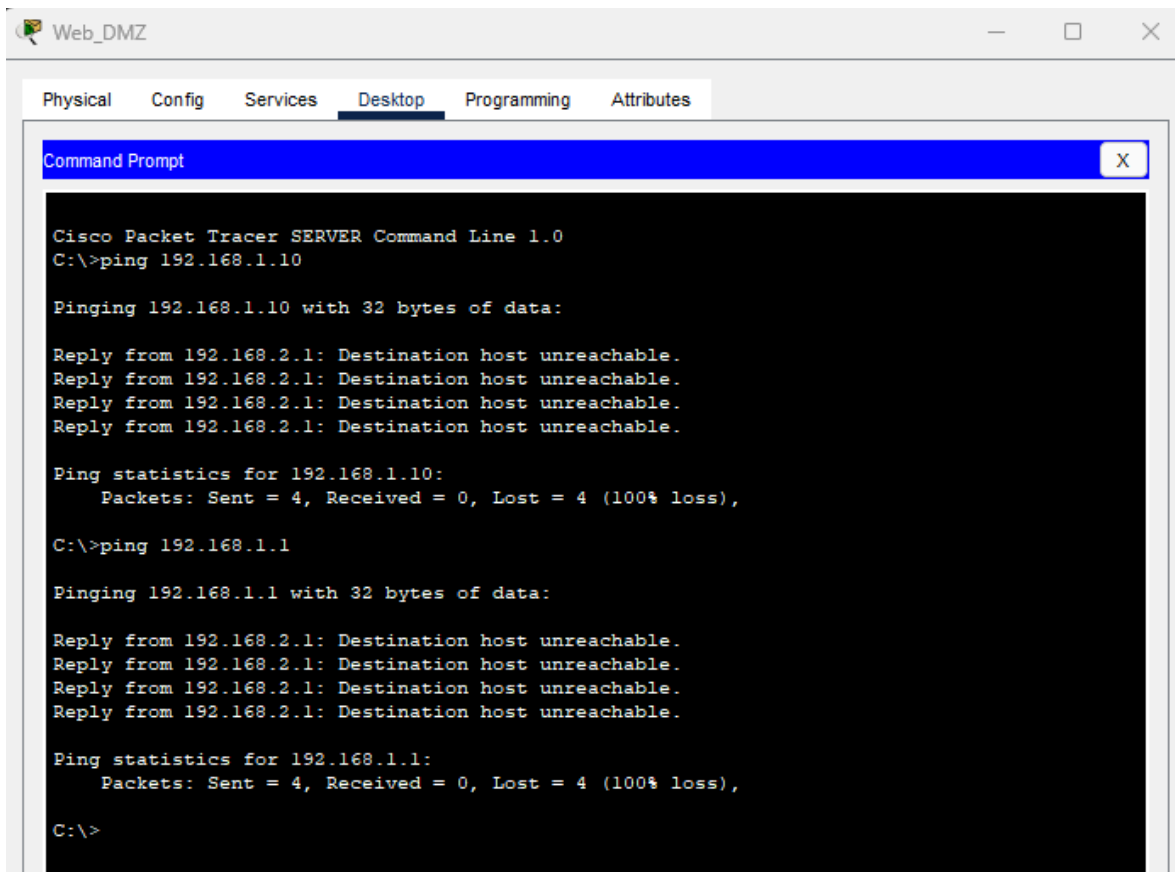 Web_DMZ
Physical Config Services Desktop Programming Attributes
Command Prompt X
Cisco Packet Tracer SERVER Command Line 1.0
C:\>ping 192.168.1.10
Pinging 192.168.1.10 with 32 bytes of data:
Reply from 192.168.2.1: Destination host unreachable.
Reply from 192.168.2.1: Destination host unreachable.
Reply from 192.168.2.1: Destination host unreachable.
Reply from 192.168.2.1: Destination host unreachable.
Ping statistics for 192.168.1.10:
Packets: Sent = 4, Received = 0, Lost = 4 (100% loss),
C:\>ping 192.168.1.1
Pinging 192.168.1.1 with 32 bytes of data:
Reply from 192.168.2.1: Destination host unreachable.
Reply from 192.168.2.1: Destination host unreachable.
Reply from 192.168.2.1: Destination host unreachable.
Reply from 192.168.2.1: Destination host unreachable.
Ping statistics for 192.168.1.1:
Packets: Sent = 4, Received = 0, Lost = 4 (100% loss),
C:\>